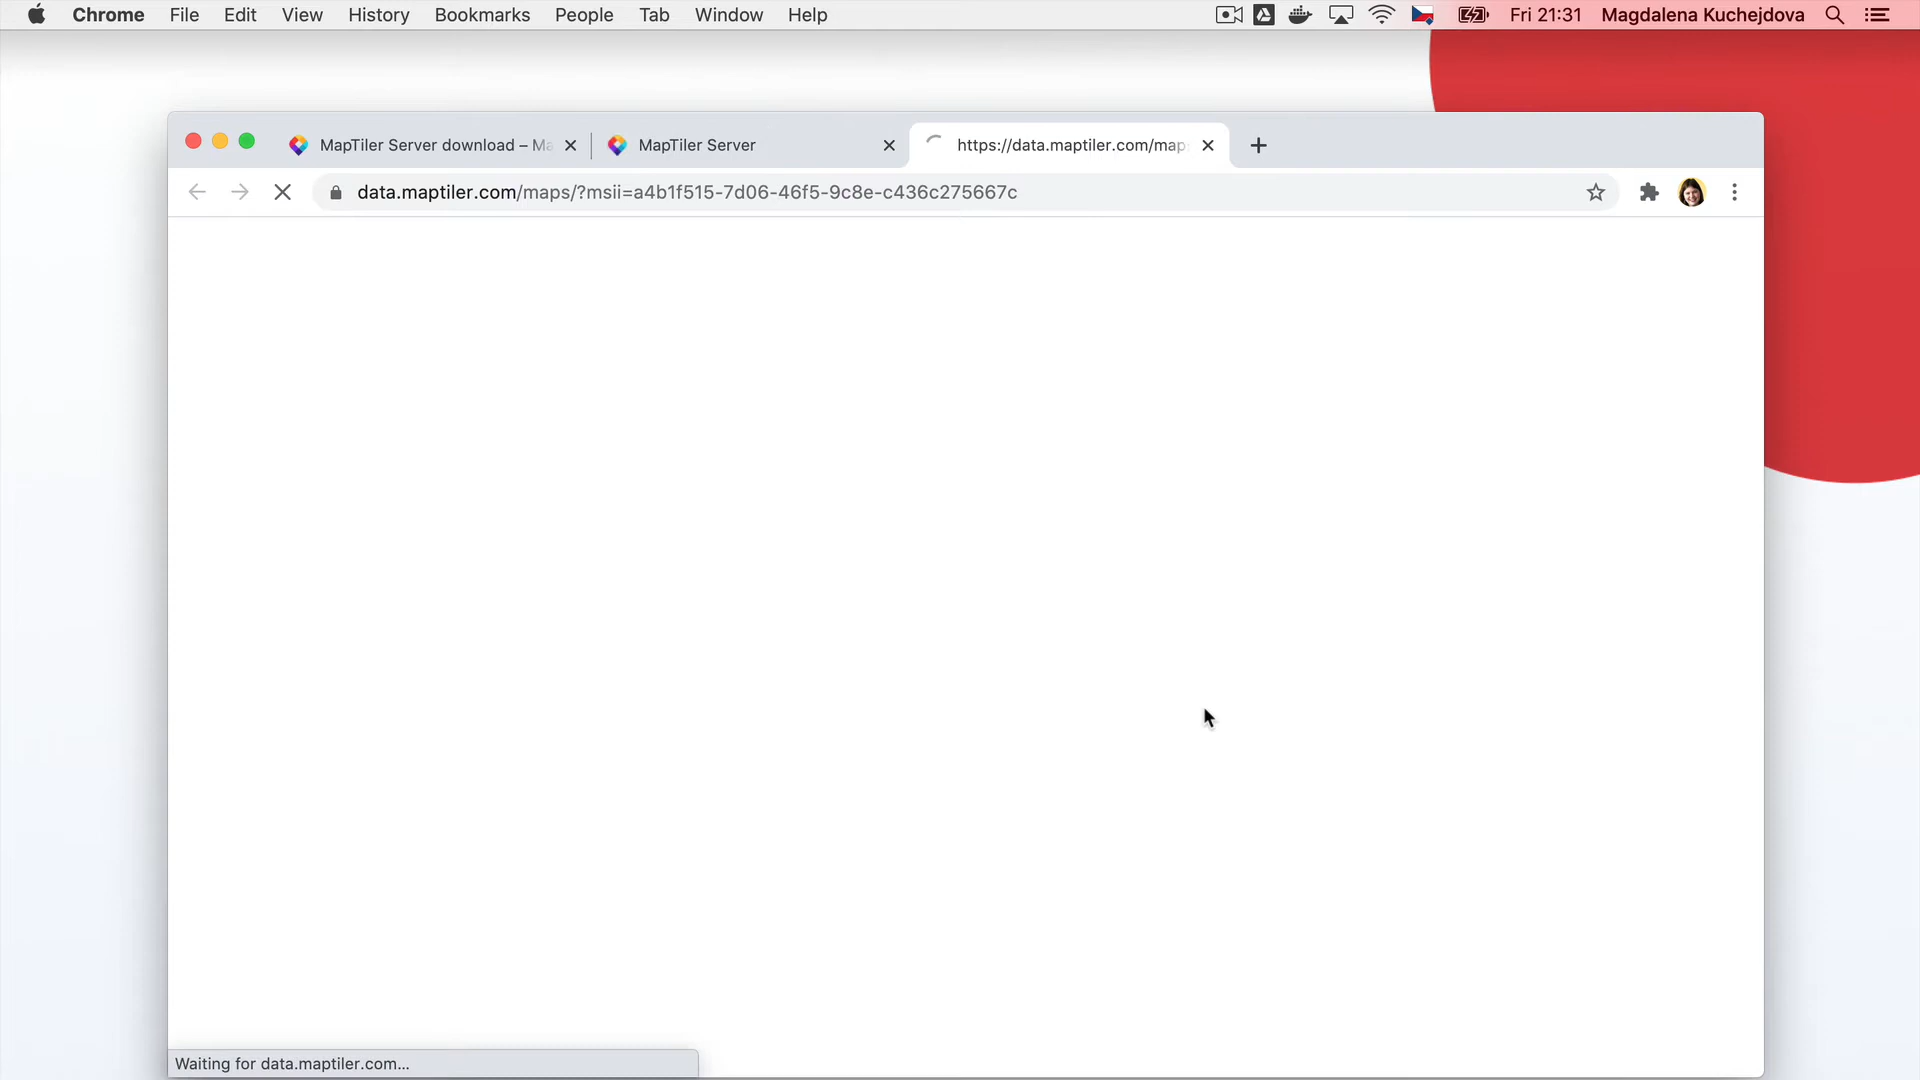 Chrome File Edit View History Bookmarks People Tab Window Help Fri 21:31 Magdalena Kuchejdova
MapTiler Server download – Ma MapTiler Server https://data.maptiler.com/map
data.maptiler.com/maps/?msii=a4b1f515-7d06-46f5-9c8e-c436c275667c
Waiting for data.maptiler.com...